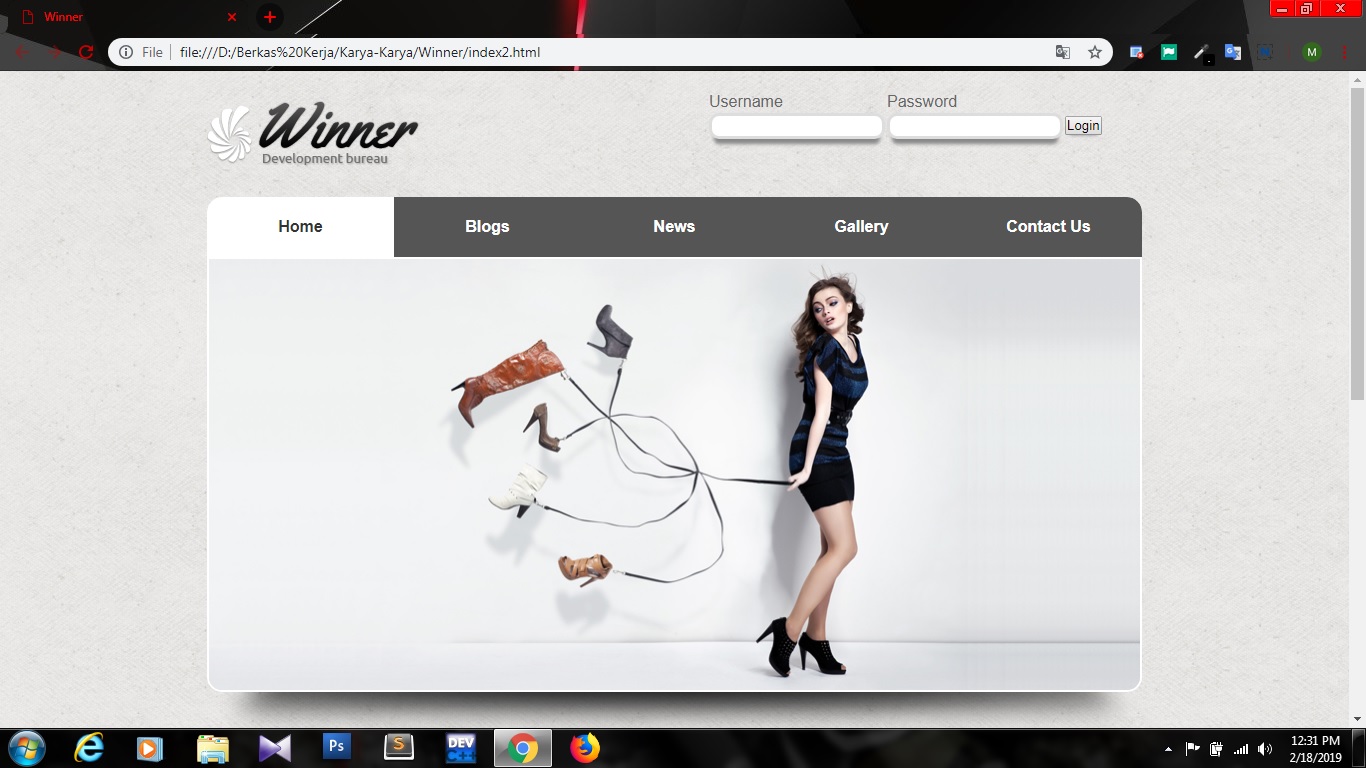 Winner
File
file:///D:/Berkas%20Kerja/Karya-Karya/Winner/index2.html
M
Winner
Development bureau
Username
Password
Login
Home
Blogs
News
Gallery
Contact Us
Ps
S
DEV
C++
12:31 PM
2/18/2019